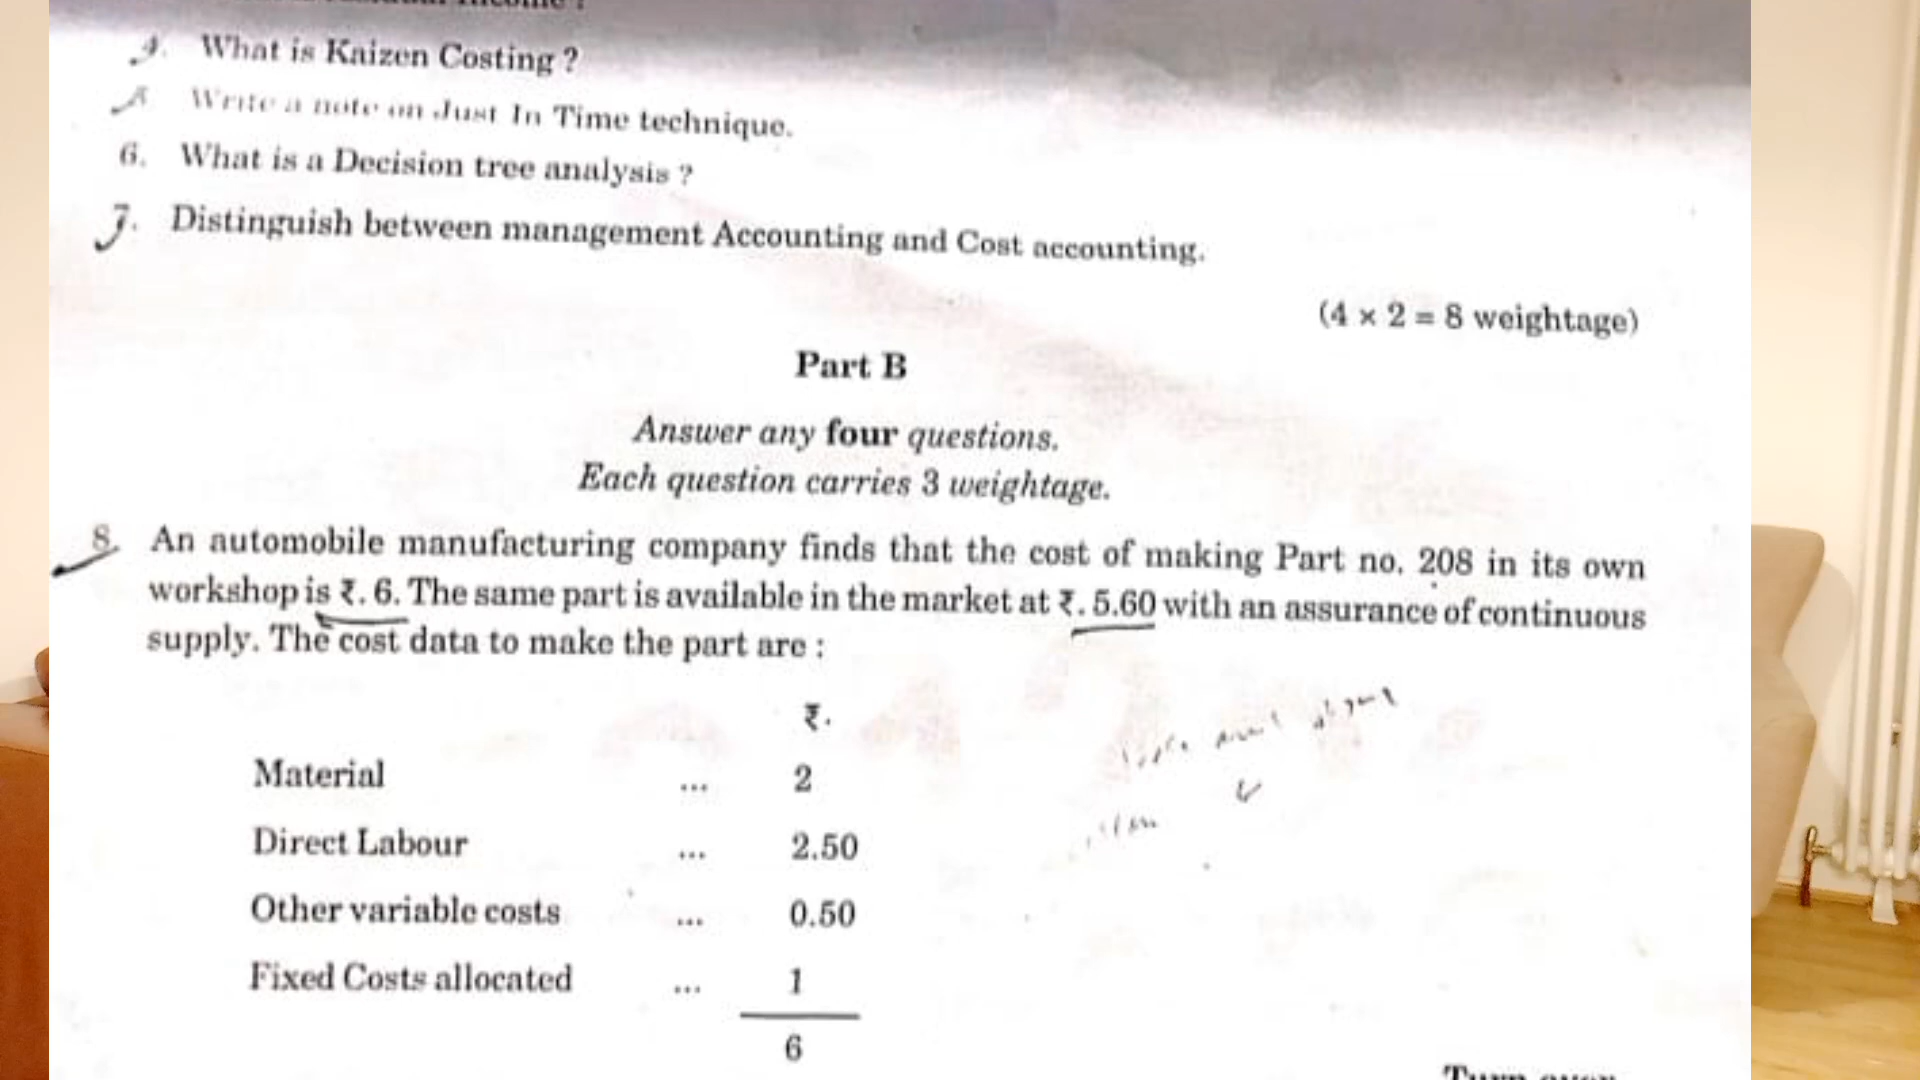 4. What is Kaizen Costing ?
5. Write a note on Just In Time technique.
6. What is a Decision tree analysis ?
7. Distinguish between management Accounting and Cost accounting.
(4 × 2 = 8 weightage)
Part B
Answer any four questions.
Each question carries 3 weightage.
8. An automobile manufacturing company finds that the cost of making Part no. 208 in its own
workshop is ₹. 6. The same part is available in the market at ₹. 5.60 with an assurance of continuous
supply. The cost data to make the part are :
₹.
Material ... 2
Direct Labour ... 2.50
Other variable costs ... 0.50
Fixed Costs allocated ... 1
6
Turn over